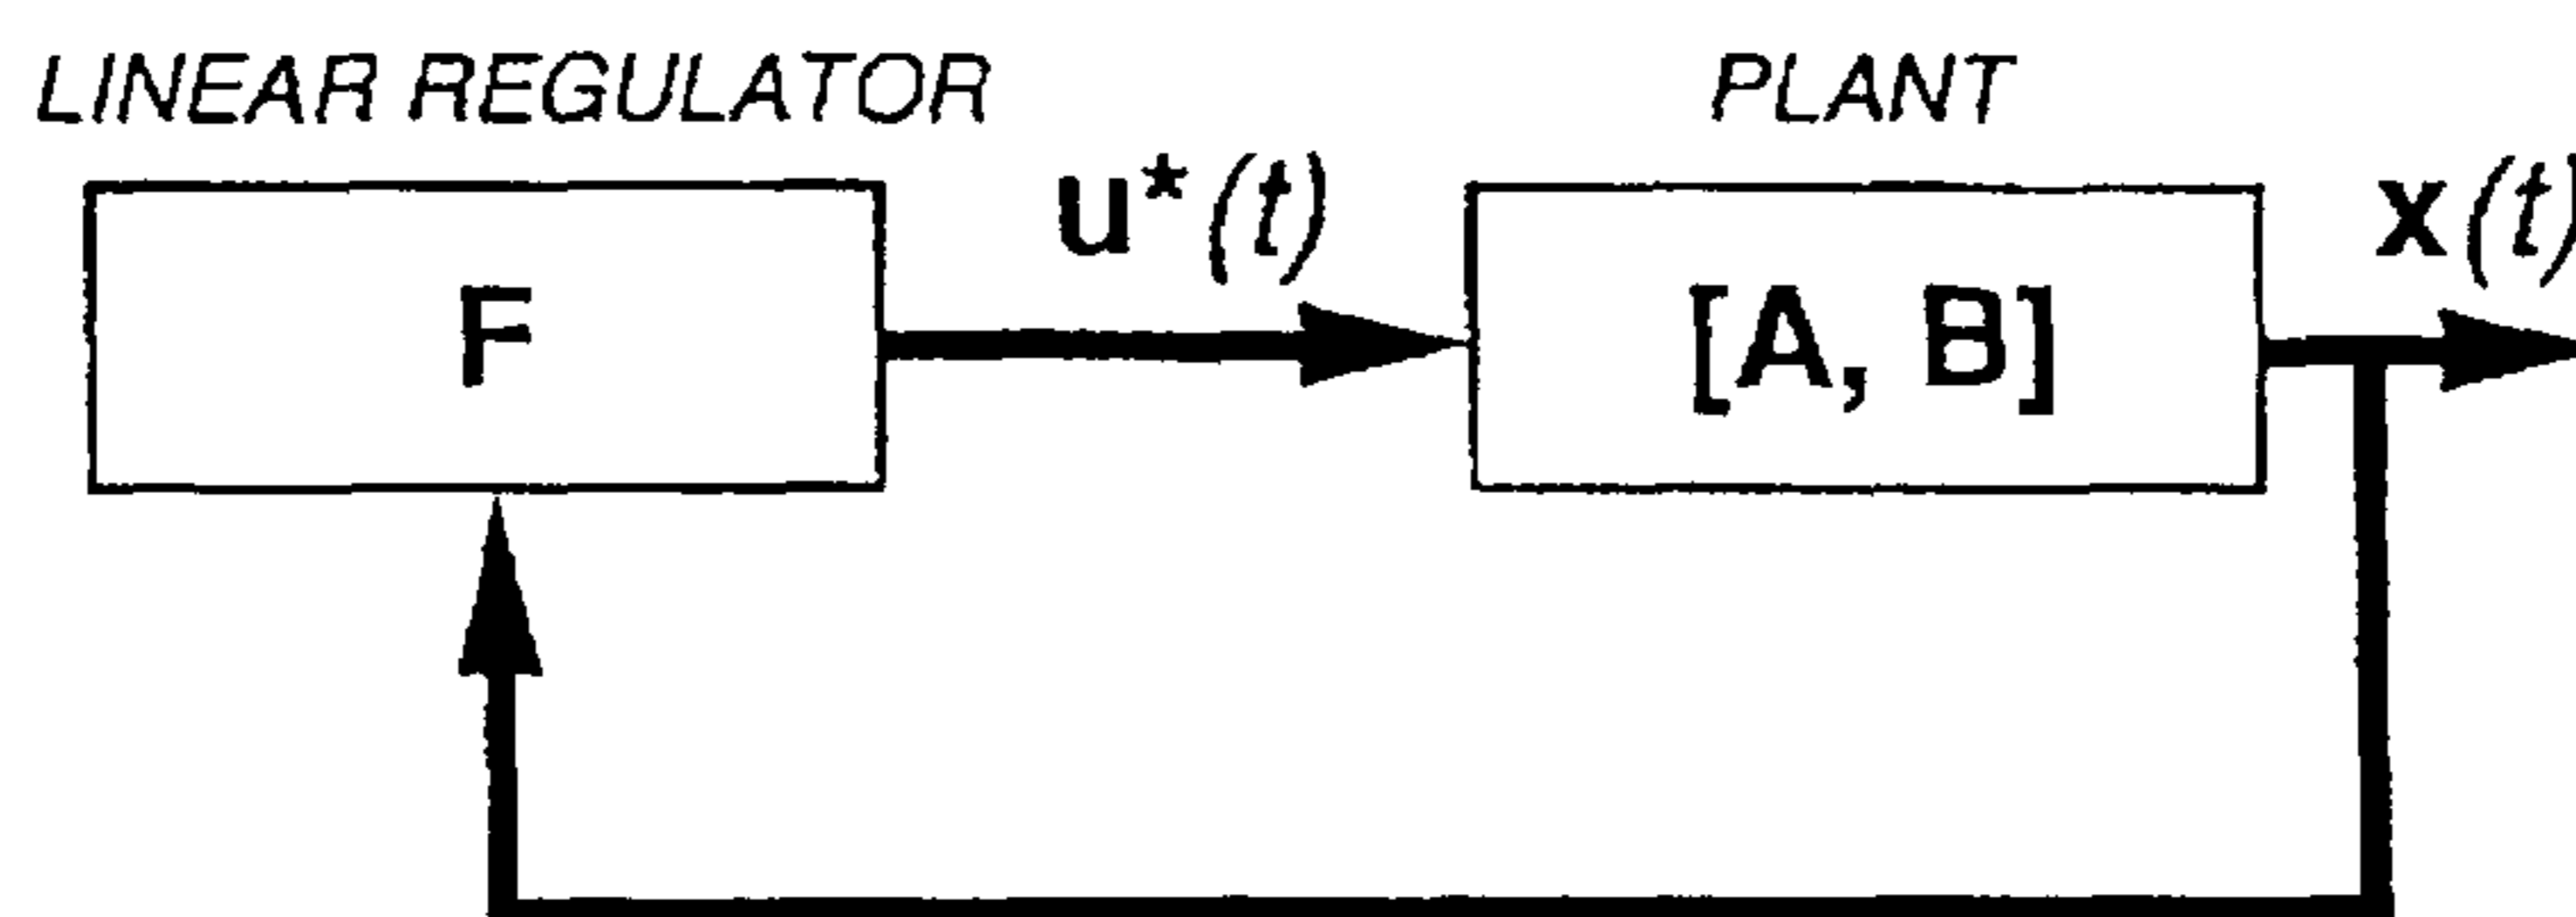 LINEAR REGULATOR
PLANT
u*(t)
x(t)
F
[A, B]